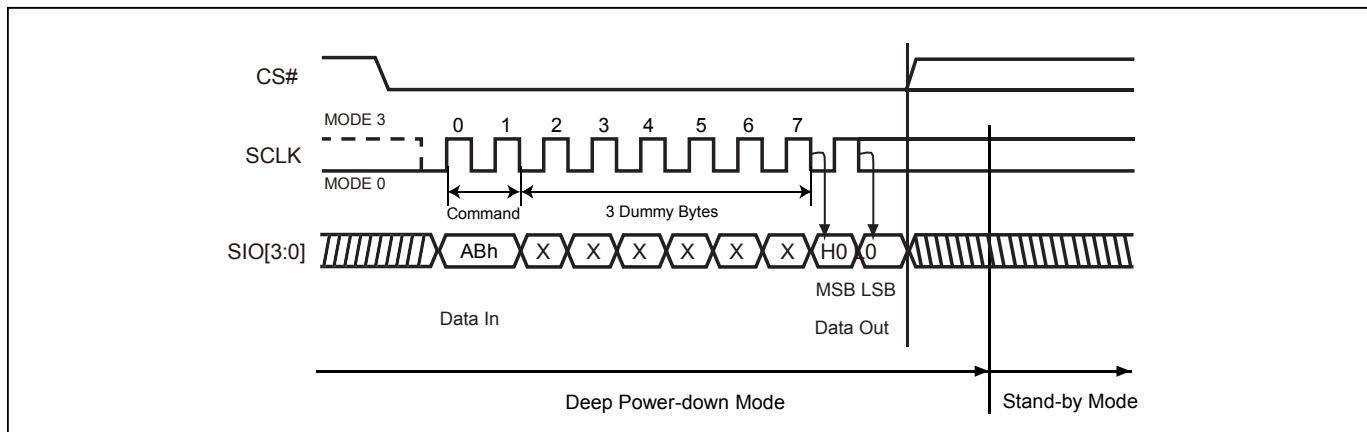 CS#
MODE 3
0 1 2 3 4 5 6 7
SCLK
MODE 0
Command 3 Dummy Bytes
SIO[3:0] ABh X X X X X X H0 L0
MSB LSB
Data In Data Out
Deep Power-down Mode Stand-by Mode